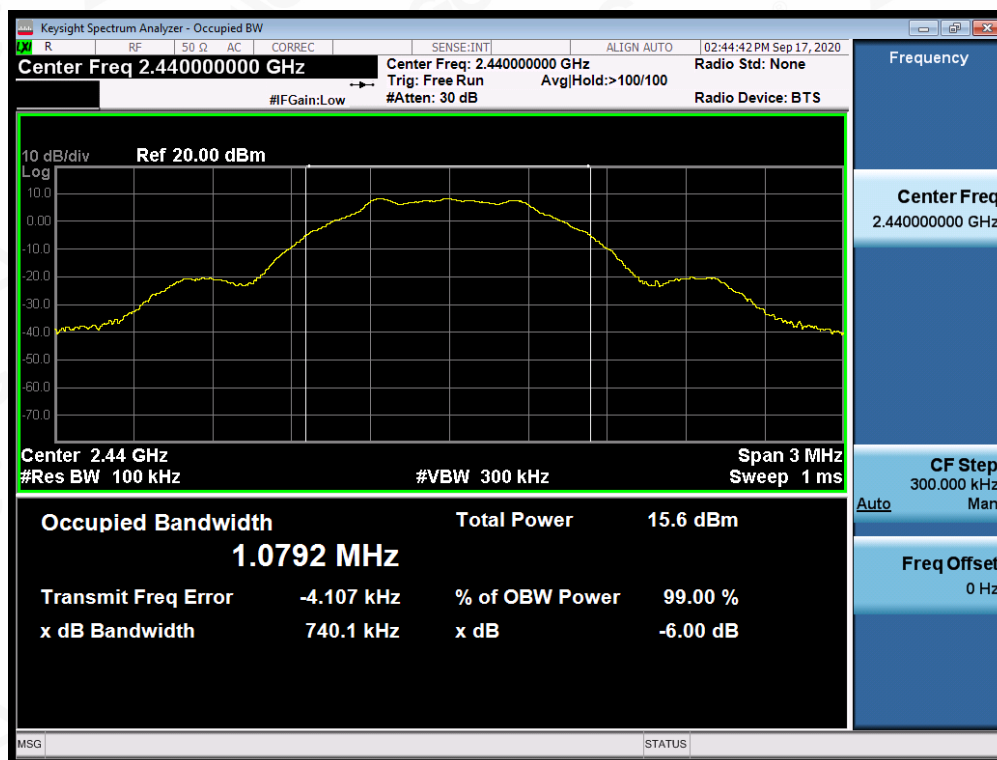 Keysight Spectrum Analyzer - Occupied BW
LXI R RF 50 Ω AC CORREC SENSE:INT ALIGN AUTO 02:44:42 PM Sep 17, 2020
Center Freq 2.440000000 GHz
Center Freq: 2.440000000 GHz Radio Std: None
Trig: Free Run Avg|Hold:>100/100
#IFGain:Low #Atten: 30 dB Radio Device: BTS
10 dB/div Ref 20.00 dBm
Log
10.0
0.00
-10.0
-20.0
-30.0
-40.0
-50.0
-60.0
-70.0
Center 2.44 GHz Span 3 MHz
#Res BW 100 kHz #VBW 300 kHz Sweep 1 ms
Occupied Bandwidth Total Power 15.6 dBm
1.0792 MHz
Transmit Freq Error -4.107 kHz % of OBW Power 99.00 %
x dB Bandwidth 740.1 kHz x dB -6.00 dB
MSG STATUS
Frequency
Center Freq
2.440000000 GHz
CF Step
300.000 kHz
Auto Man
Freq Offset
0 Hz